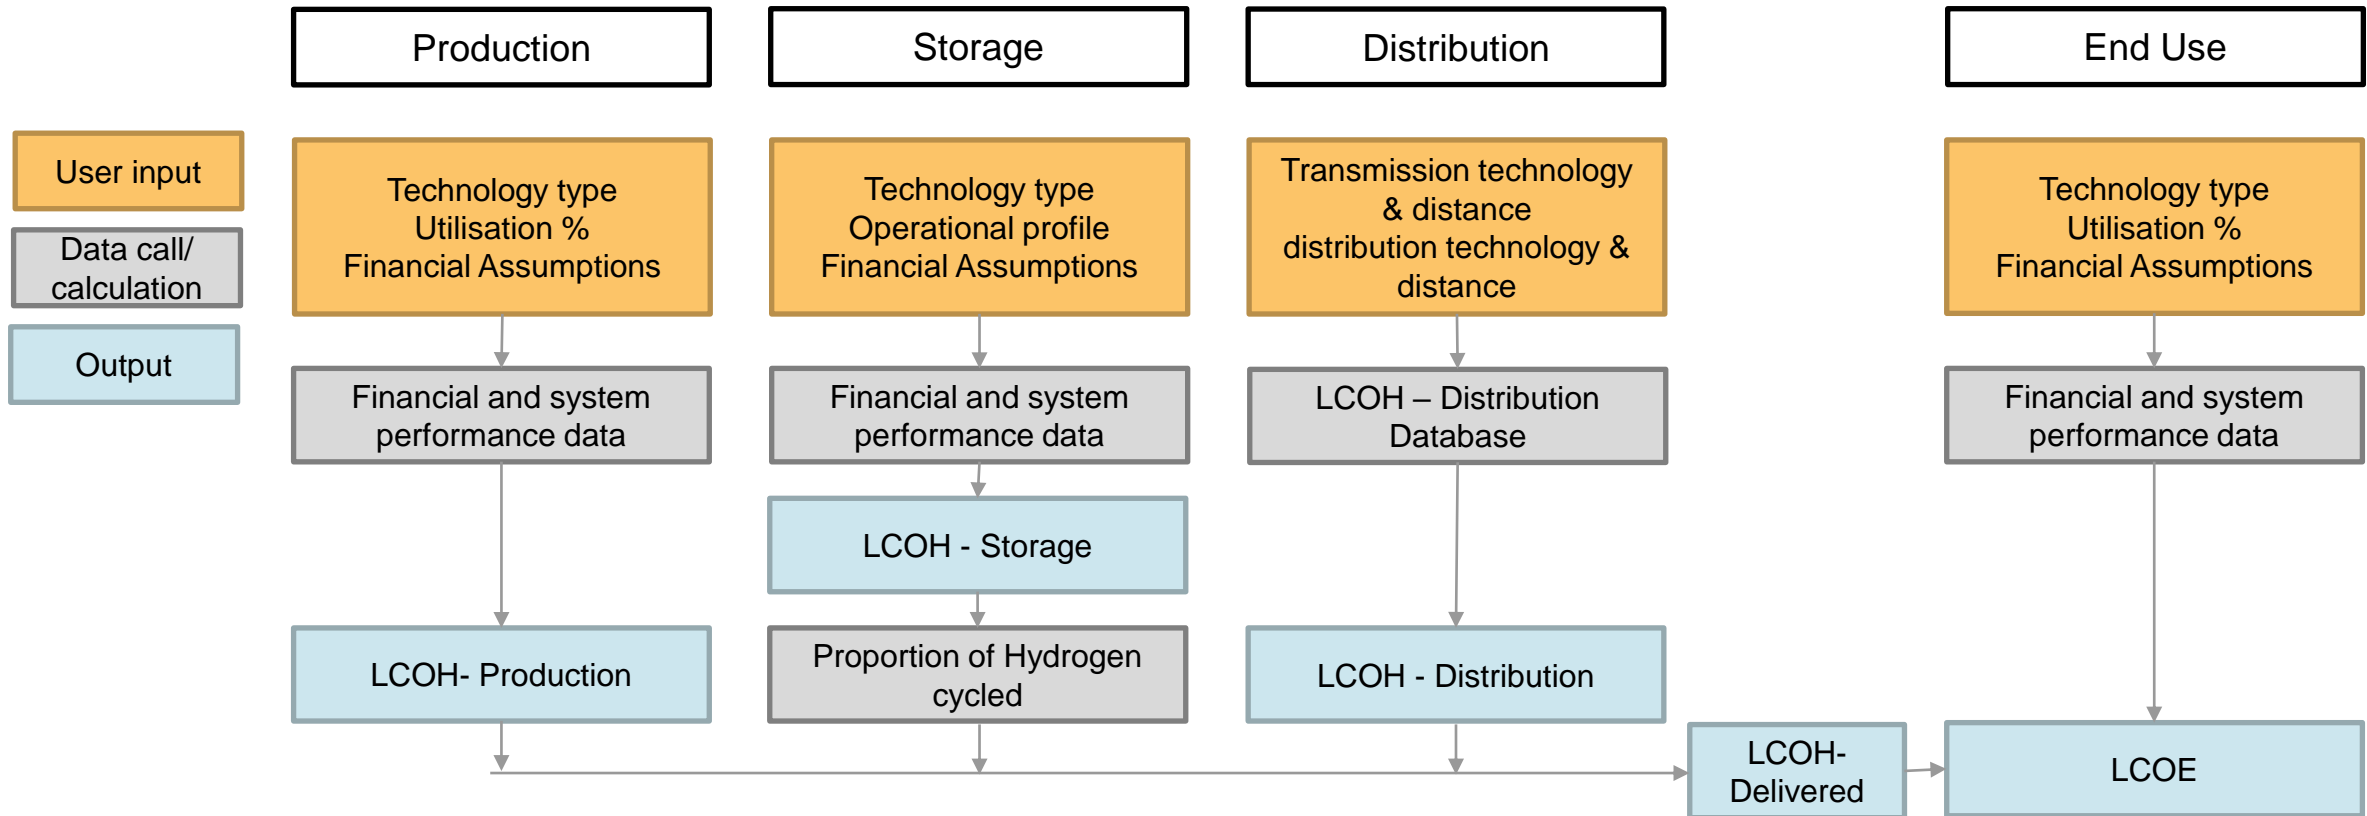 Production
Storage
Distribution
End Use
User input
Data call/
calculation
Output
Technology type
Utilisation %
Financial Assumptions
Technology type
Operational profile
Financial Assumptions
Transmission technology
& distance
distribution technology &
distance
Technology type
Utilisation %
Financial Assumptions
Financial and system
performance data
Financial and system
performance data
LCOH – Distribution
Database
Financial and system
performance data
LCOH - Storage
LCOH- Production
Proportion of Hydrogen
cycled
LCOH - Distribution
LCOH-
Delivered
LCOE